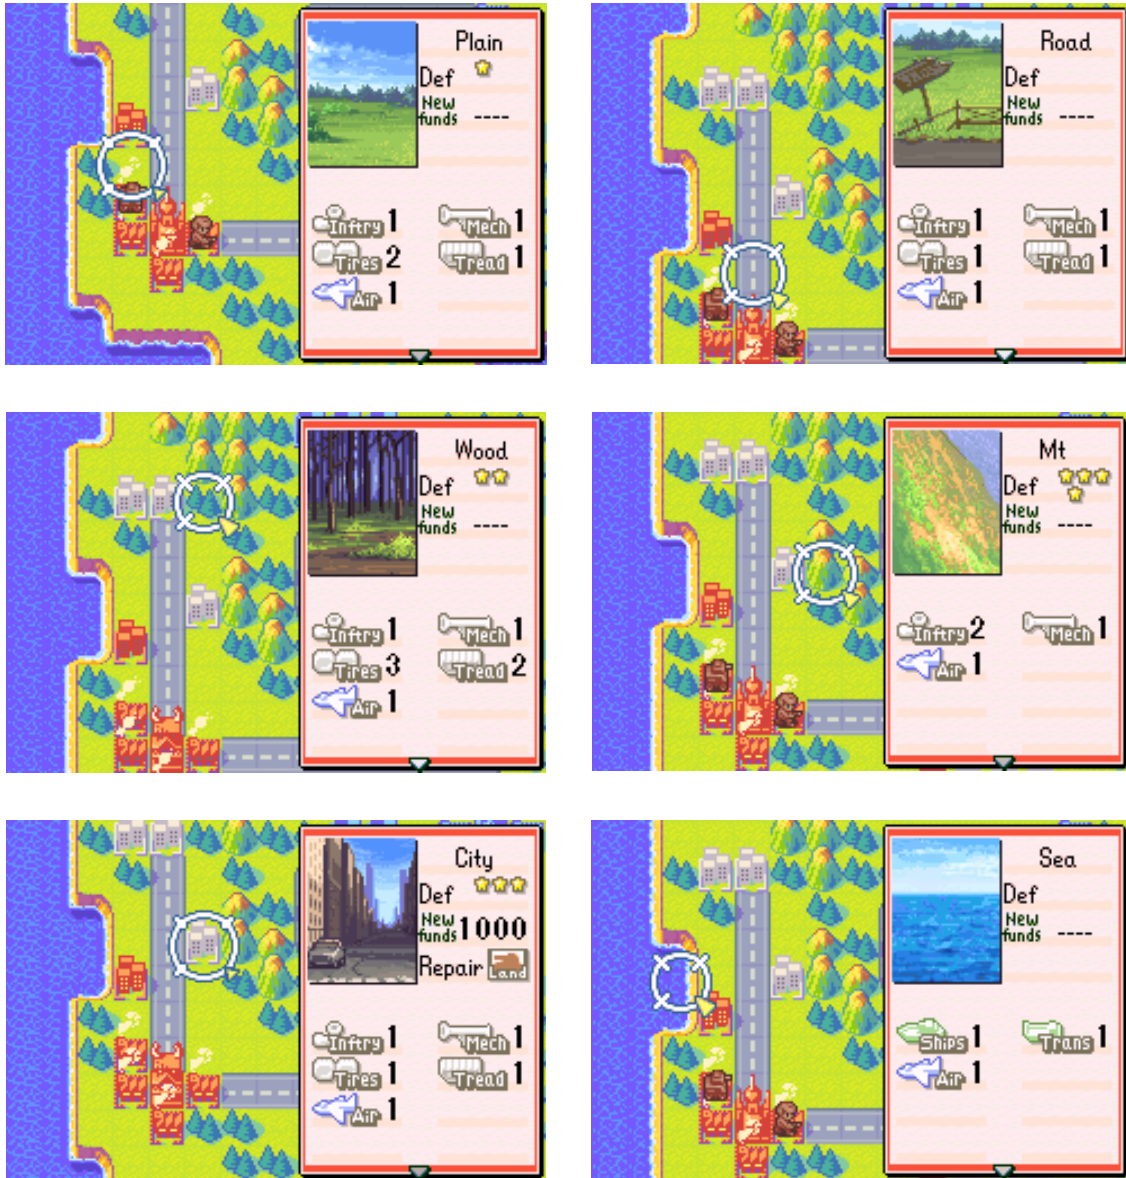 Plain
Def
New
funds ----
Inftry 1 Mech 1
Tires 2 Tread 1
Air 1
Road
Def
New
funds ----
Inftry 1 Mech 1
Tires 1 Tread 1
Air 1
Wood
Def
New
funds ----
Inftry 1 Mech 1
Tires 3 Tread 2
Air 1
Mt
Def
New
funds ----
Inftry 2 Mech 1
Air 1
City
Def
New
funds 1000
Repair Land
Inftry 1 Mech 1
Tires 1 Tread 1
Air 1
Sea
Def
New
funds ----
Ships 1 Trans 1
Air 1